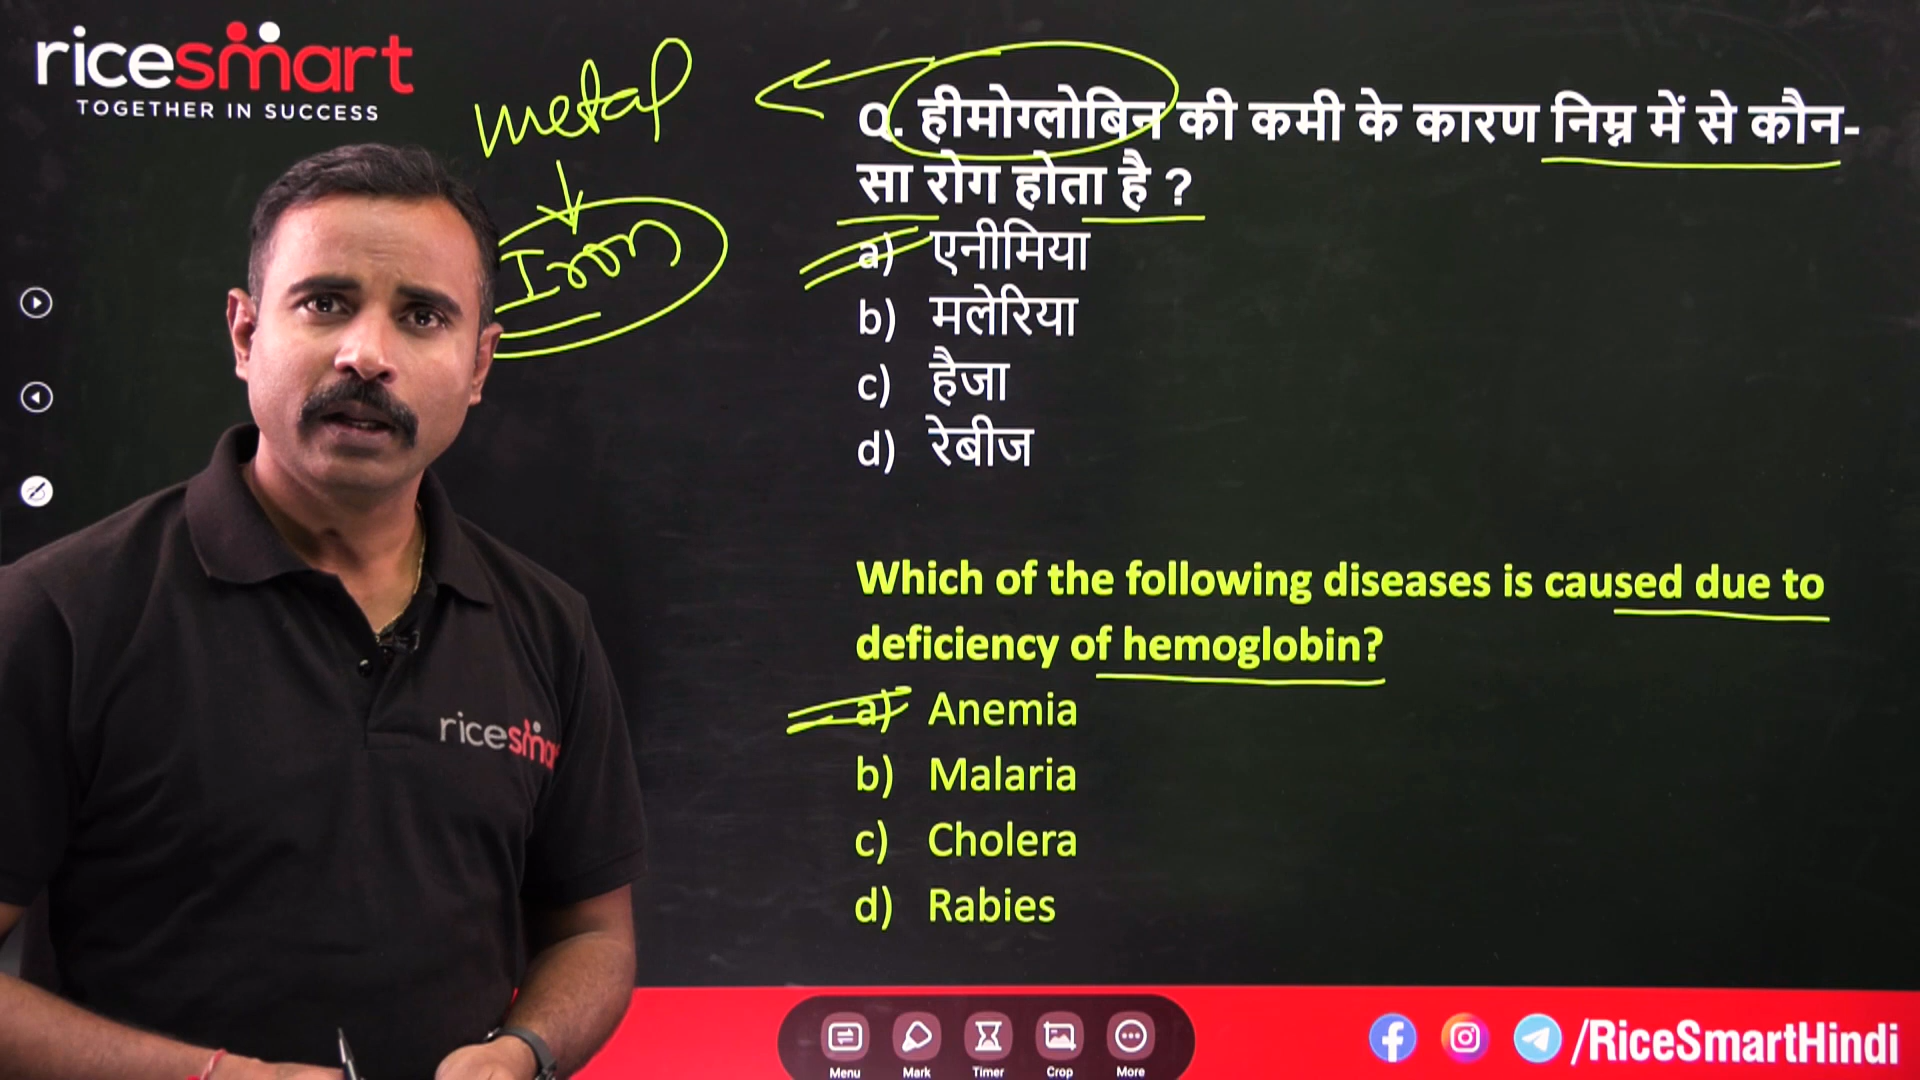 ricesmart
TOGETHER IN SUCCESS
metal
Iron
Q. हीमोग्लोबिन की कमी के कारण निम्न में से कौन-
सा रोग होता है ?
a) एनीमिया
b) मलेरिया
c) हैजा
d) रेबीज
Which of the following diseases is caused due to
deficiency of hemoglobin?
a) Anemia
b) Malaria
c) Cholera
d) Rabies
ricesmar
Menu Mark Timer Crop More
/RiceSmartHindi